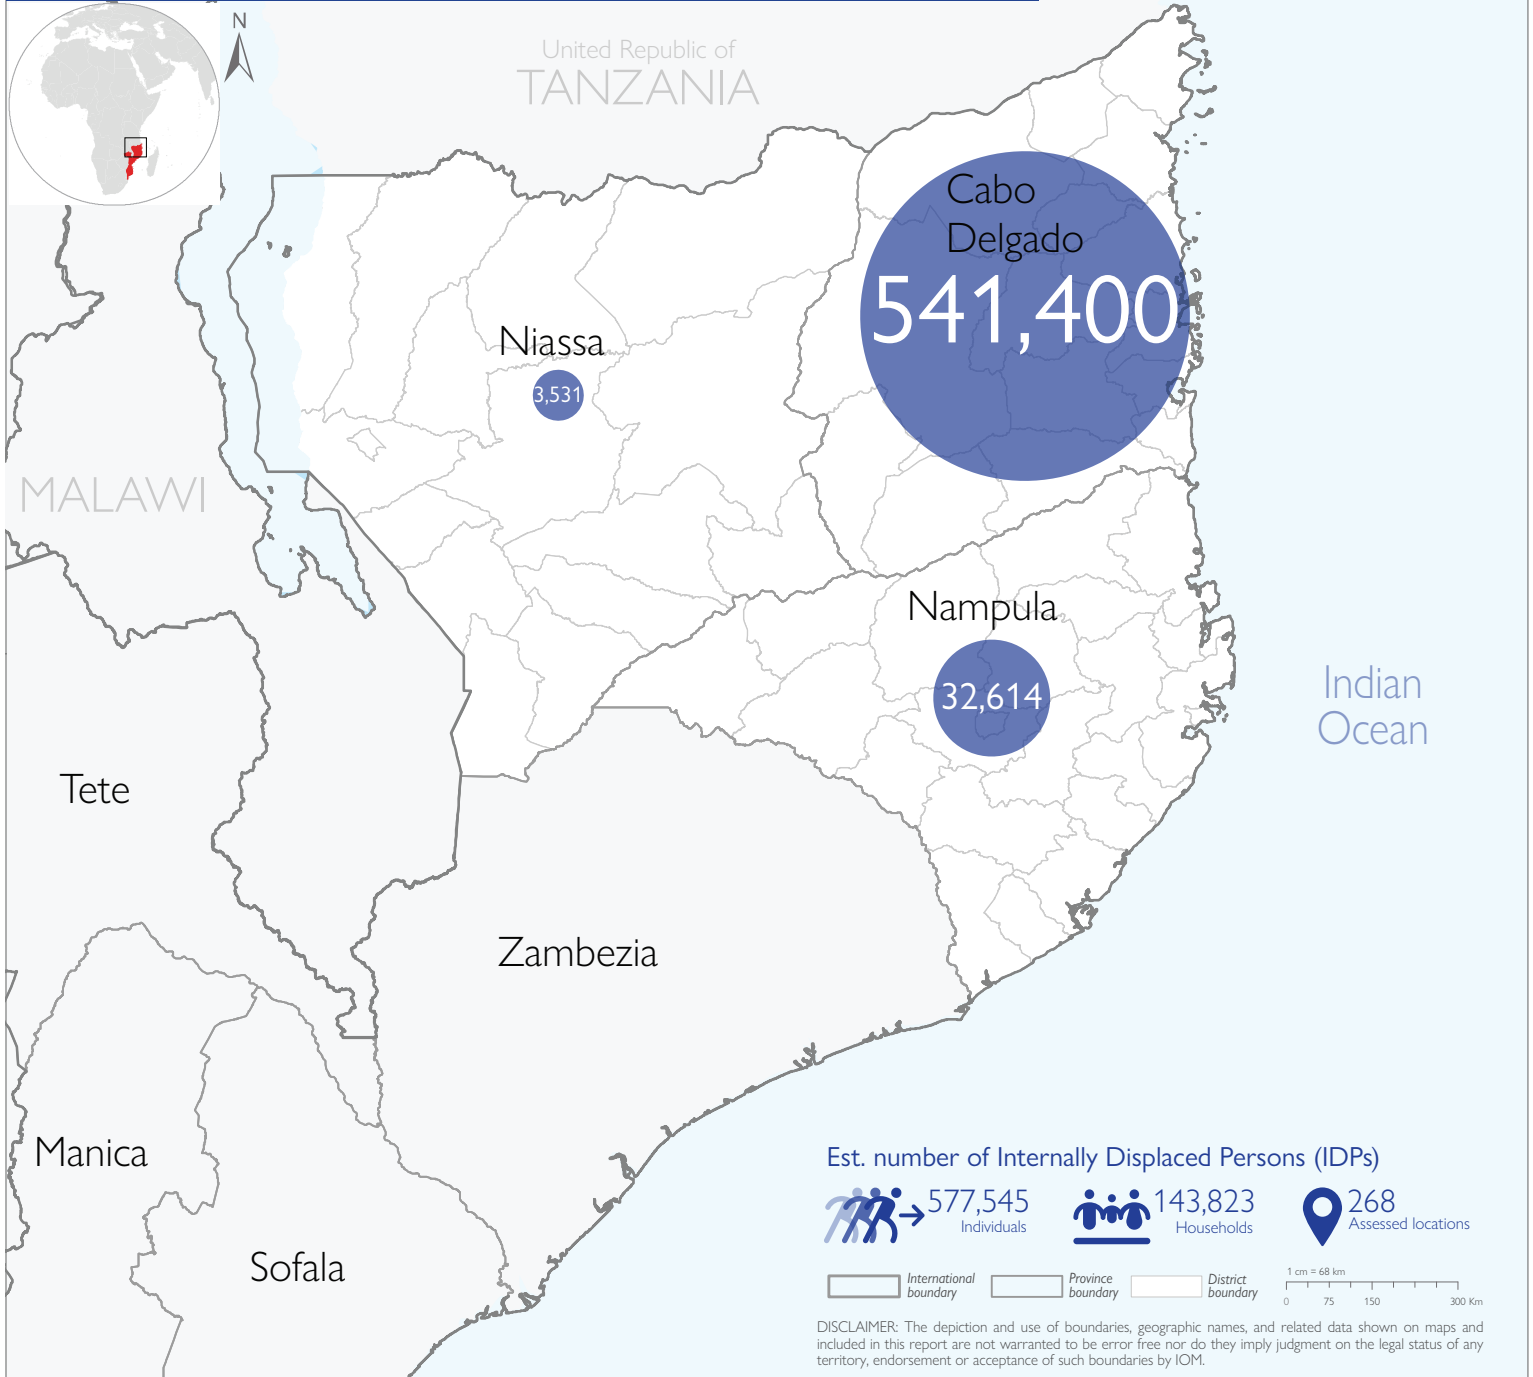 N
United Republic of
TANZANIA
Cabo
Delgado
541,400
Niassa
3,531
MALAWI
Nampula
32,614
Indian
Ocean
Tete
Zambezia
Manica
Sofala
Est. number of Internally Displaced Persons (IDPs)
577,545
Individuals
143,823
Households
268
Assessed locations
International
boundary
Province
boundary
District
boundary
1 cm = 68 km
0 75 150 300 Km
DISCLAIMER: The depiction and use of boundaries, geographic names, and related data shown on maps and
included in this report are not warranted to be error free nor do they imply judgment on the legal status of any
territory, endorsement or acceptance of such boundaries by IOM.